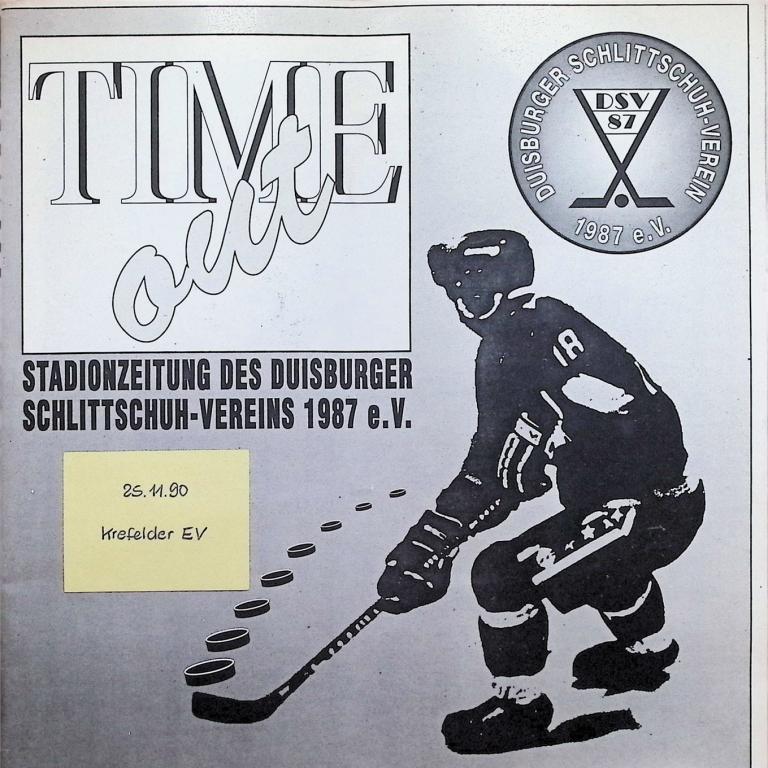 TIME
out
DUISBURGER SCHLITTSCHUH-VEREIN
DSV
87
1987 e.V.
STADIONZEITUNG DES DUISBURGER
SCHLITTSCHUH-VEREINS 1987 e.V.
25.11.90
Krefelder EV
18